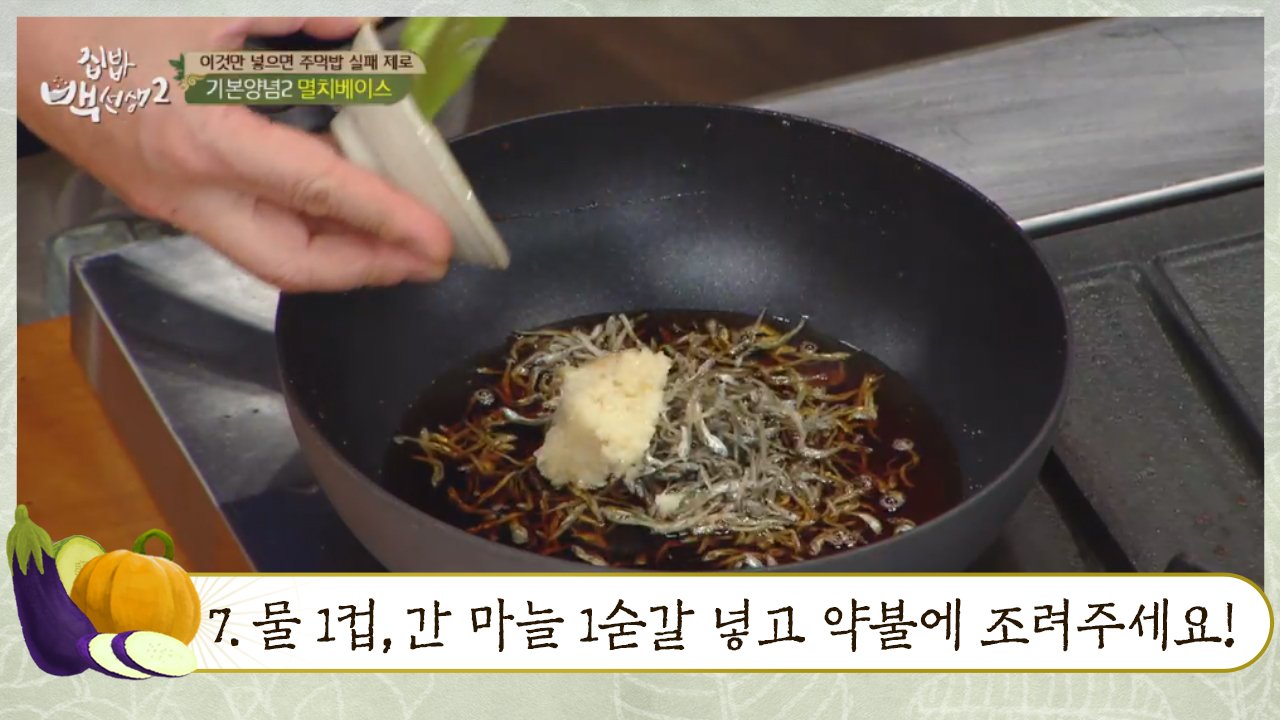 집밥
백선생2
이것만 넣으면 주먹밥 실패 제로
기본양념2 멸치베이스
7. 물 1컵, 간 마늘 1숟갈 넣고 약불에 조려주세요!